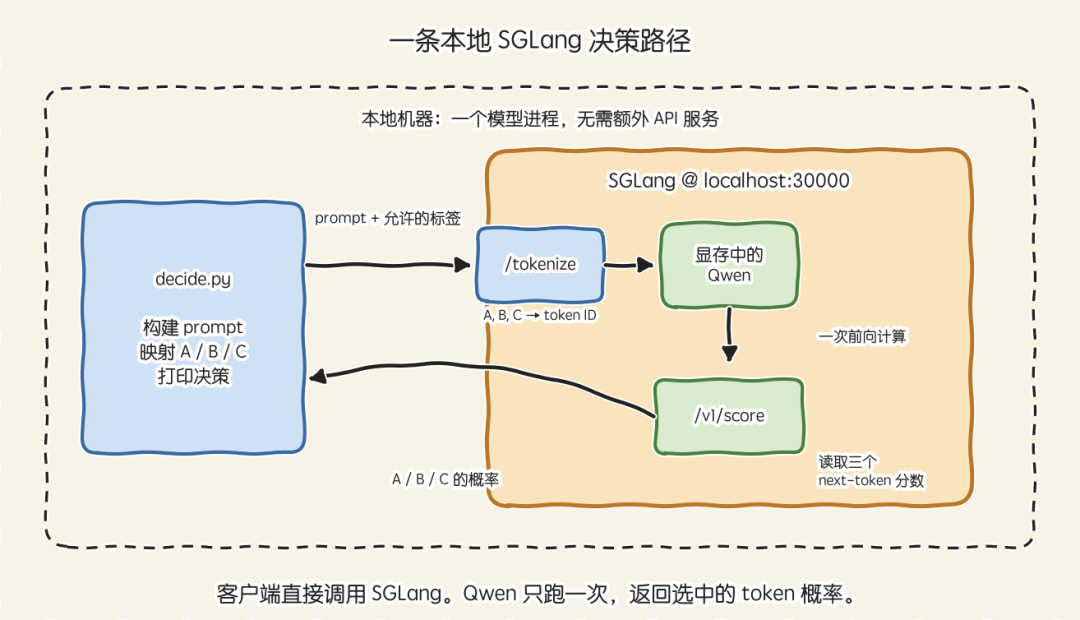 一条本地 SGLang 决策路径
本地机器：一个模型进程，无需额外 API 服务
SGLang @ localhost:30000
prompt + 允许的标签
decide.py
构建 prompt
映射 A / B / C
打印决策
/tokenize
A, B, C → token ID
显存中的
Qwen
一次前向计算
/v1/score
读取三个
next-token 分数
A / B / C 的概率
客户端直接调用 SGLang。Qwen 只跑一次，返回选中的 token 概率。